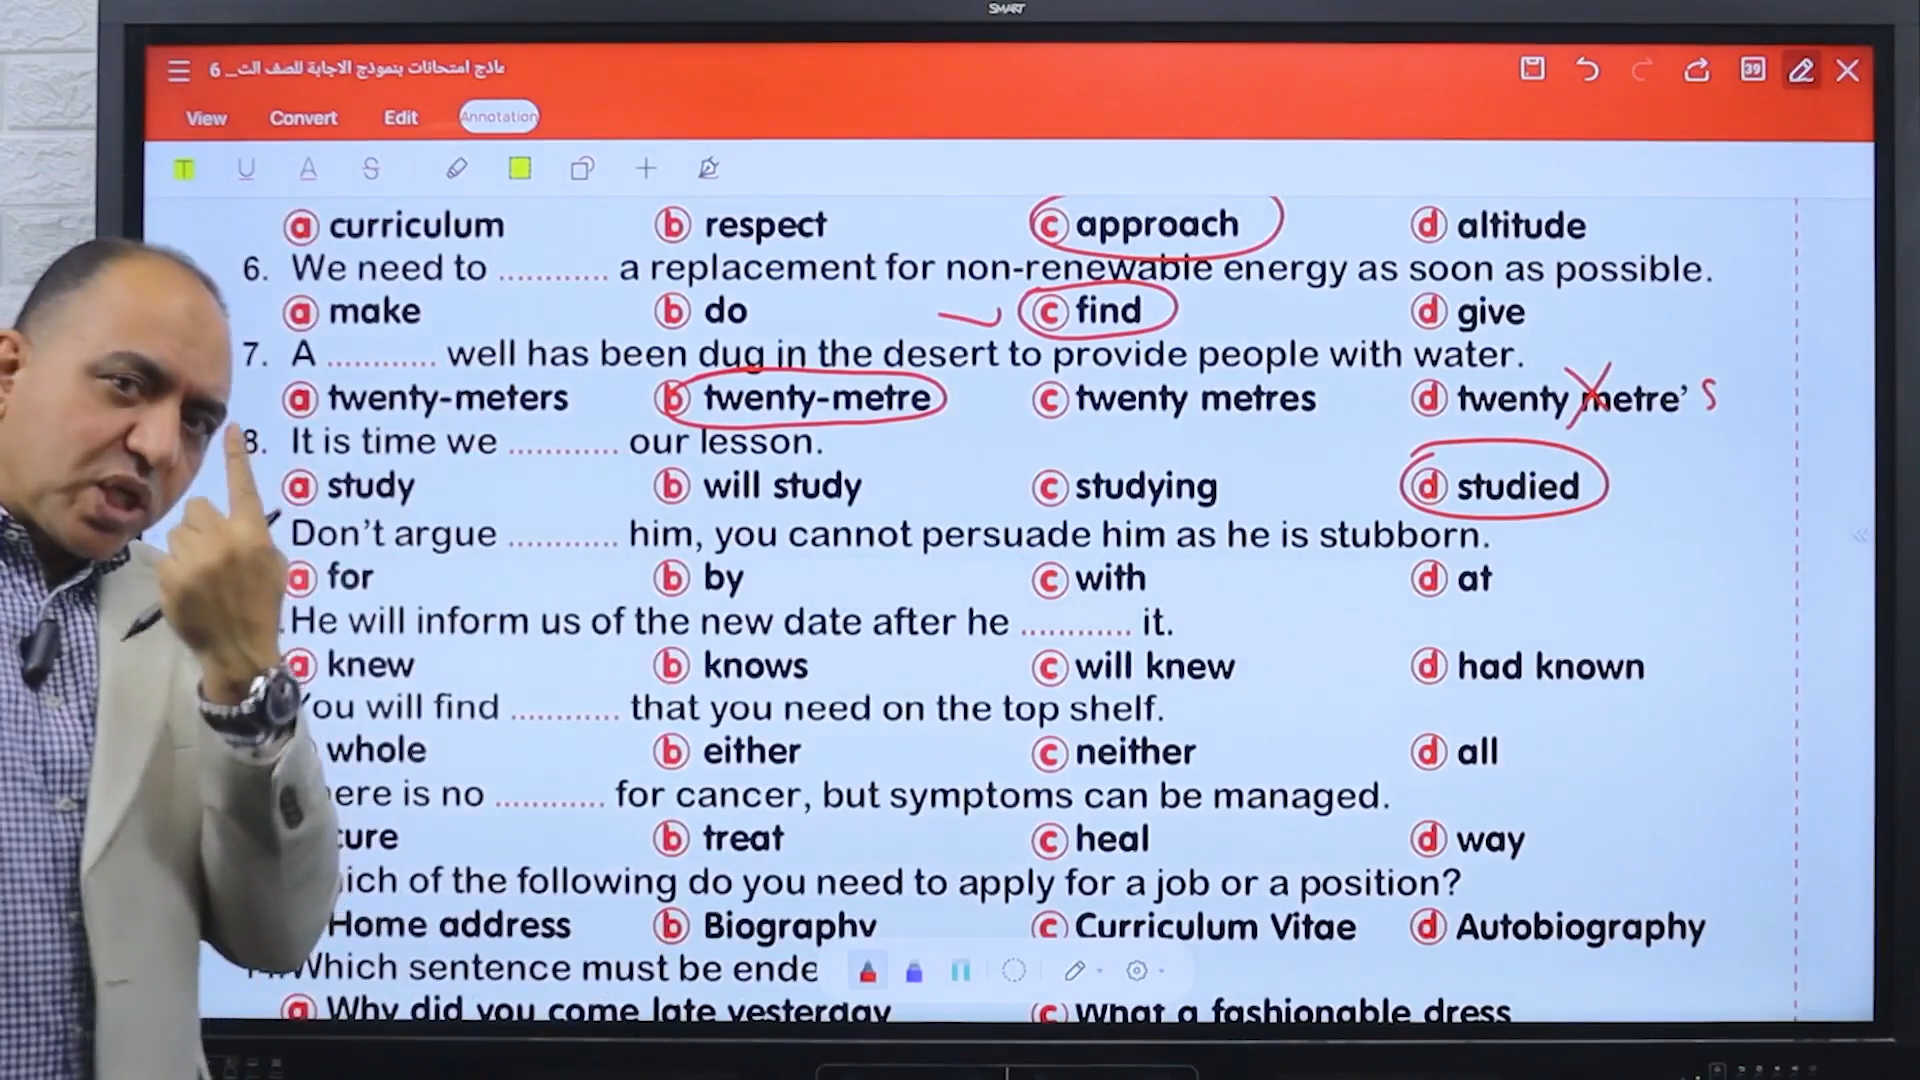 SMART
ماذج امتحانات بنموذج الاجابة للصف الت_ 6
39
View Convert Edit Annotation
T U A S
a curriculum b respect c approach d altitude
6. We need to ............ a replacement for non-renewable energy as soon as possible.
a make b do c find d give
7. A ............ well has been dug in the desert to provide people with water.
a twenty-meters b twenty-metre c twenty metres d twenty metre' s
8. It is time we ............ our lesson.
a study b will study c studying d studied
Don't argue ............ him, you cannot persuade him as he is stubborn.
a for b by c with d at
.He will inform us of the new date after he ............ it.
a knew b knows c will knew d had known
You will find ............ that you need on the top shelf.
whole b either c neither d all
ere is no ............ for cancer, but symptoms can be managed.
cure b treat c heal d way
ich of the following do you need to apply for a job or a position?
Home address b Biography c Curriculum Vitae d Autobiography
14. Which sentence must be ende
a Why did you come late yesterday c What a fashionable dress